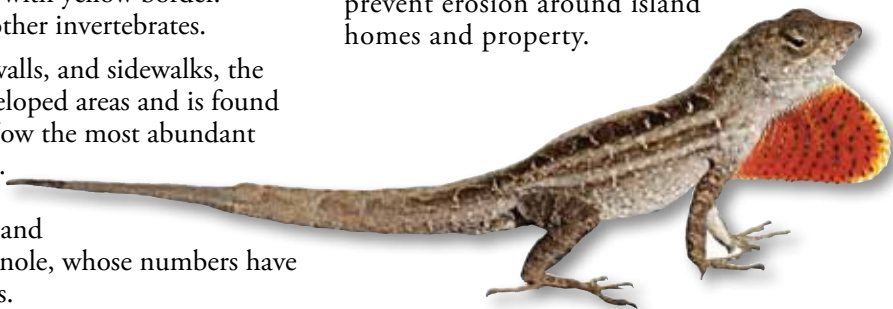 with yellow border.
other invertebrates.
walls, and sidewalks, the
eloped areas and is found
ow the most abundant
.
and
nole, whose numbers have
s.
prevent erosion around island
homes and property.